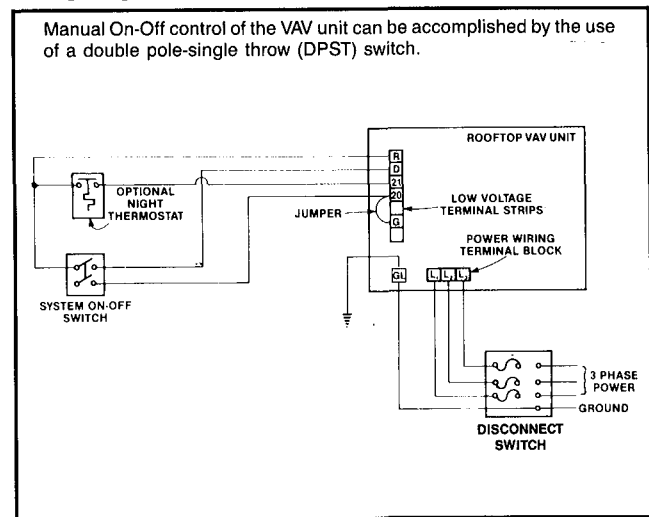 Manual On-Off control of the VAV unit can be accomplished by the use
of a double pole-single throw (DPST) switch.
ROOFTOP VAV UNIT
R
D
21
20
G
OPTIONAL
NIGHT
THERMOSTAT
JUMPER
LOW VOLTAGE
TERMINAL STRIPS
POWER WIRING
TERMINAL BLOCK
GL
L1 L2 L3
SYSTEM ON-OFF
SWITCH
3 PHASE
POWER
GROUND
DISCONNECT
SWITCH